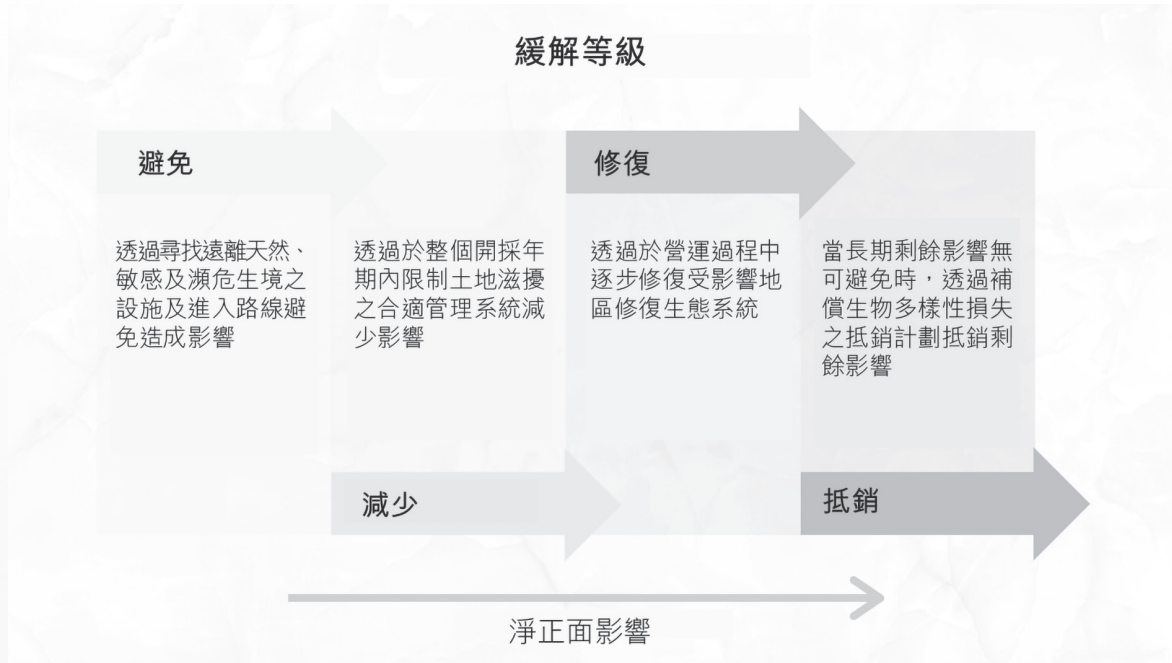 緩解等級
避免
透過尋找遠離天然、
敏感及瀕危生境之
設施及進入路線避
免造成影響
減少
透過於整個開採年
期內限制土地滋擾
之合適管理系統減
少影響
修復
透過於營運過程中
逐步修復受影響地
區修復生態系統
抵銷
當長期剩餘影響無
可避免時，透過補
償生物多樣性損失
之抵銷計劃抵銷剩
餘影響
淨正面影響